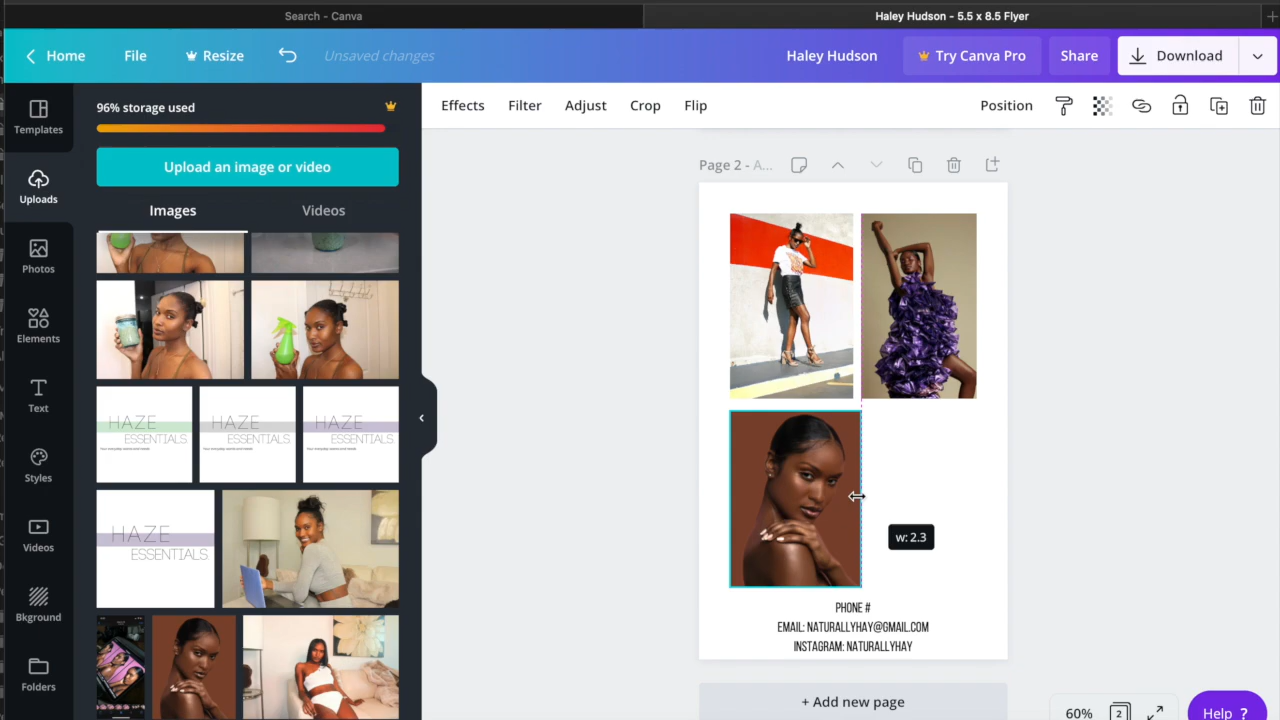 Search - Canva
Haley Hudson - 5.5 x 8.5 Flyer
Home File Resize Unsaved changes Haley Hudson Try Canva Pro Share Download
Templates
Uploads
Photos
Elements
Text
Styles
Videos
Bkground
Folders
96% storage used
Upload an image or video
Images Videos
HAZE
ESSENTIALS
HAZE
ESSENTIALS
HAZE
ESSENTIALS
HAZE
ESSENTIALS.
Effects Filter Adjust Crop Flip Position
Page 2 - A...
w: 2.3
PHONE #
EMAIL: NATURALLYHAY@GMAIL.COM
INSTAGRAM: NATURALLYHAY
+ Add new page
60% 2 Help ?